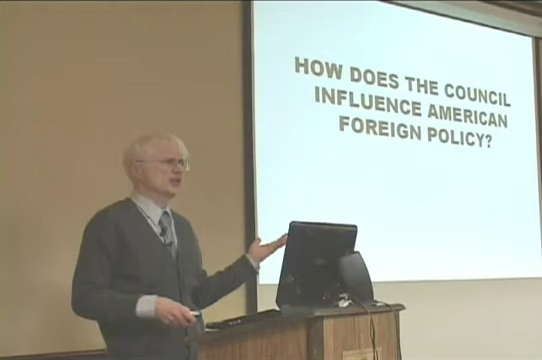 HOW DOES THE COUNCIL
INFLUENCE AMERICAN
FOREIGN POLICY?